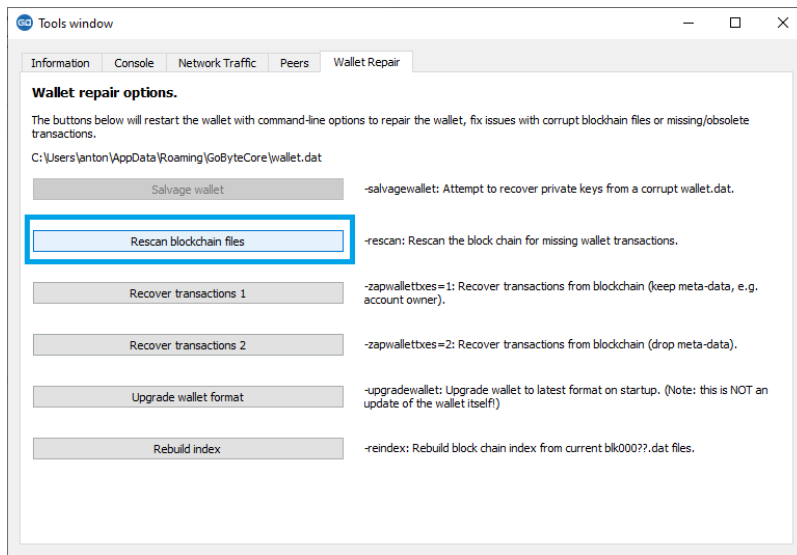 GO Tools window
Information Console Network Traffic Peers Wallet Repair
Wallet repair options.
The buttons below will restart the wallet with command-line options to repair the wallet, fix issues with corrupt blockhain files or missing/obsolete
transactions.
C:\Users\anton\AppData\Roaming\GoByteCore\wallet.dat
Salvage wallet -salvagewallet: Attempt to recover private keys from a corrupt wallet.dat.
Rescan blockchain files -rescan: Rescan the block chain for missing wallet transactions.
Recover transactions 1 -zapwallettxes=1: Recover transactions from blockchain (keep meta-data, e.g.
account owner).
Recover transactions 2 -zapwallettxes=2: Recover transactions from blockchain (drop meta-data).
Upgrade wallet format -upgradewallet: Upgrade wallet to latest format on startup. (Note: this is NOT an
update of the wallet itself!)
Rebuild index -reindex: Rebuild block chain index from current blk000??.dat files.